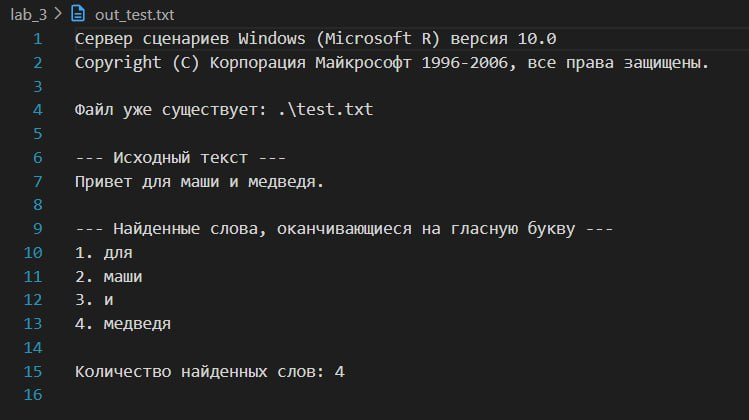 lab_3 > out_test.txt
1 Сервер сценариев Windows (Microsoft R) версия 10.0
2 Copyright (C) Корпорация Майкрософт 1996-2006, все права защищены.
3
4 Файл уже существует: .\test.txt
5
6 --- Исходный текст ---
7 Привет для маши и медведя.
8
9 --- Найденные слова, оканчивающиеся на гласную букву ---
10 1. для
11 2. маши
12 3. и
13 4. медведя
14
15 Количество найденных слов: 4
16